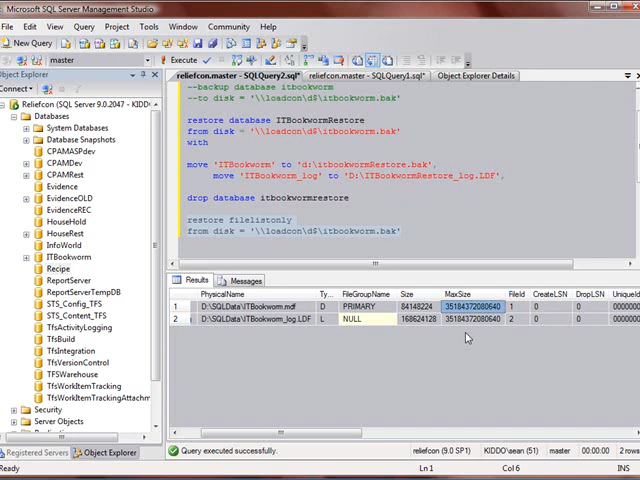 Microsoft SQL Server Management Studio
File Edit View Query Project Tools Window Community Help
New Query
master Execute
Object Explorer
Connect
reliefcon.master - SQLQuery2.sql* reliefcon.master - SQLQuery1.sql* Object Explorer Details
Reliefcon (SQL Server 9.0.2047 - KIDDO
Databases
System Databases
Database Snapshots
CPAMASPdev
CPAMDev
CPAMRest
Evidence
EvidenceOLD
EvidenceREC
HouseHold
HouseRest
InfoWorld
ITBookworm
Recipe
ReportServer
ReportServerTempDB
STS_Config_TFS
STS_Content_TFS
TfsActivityLogging
TfsBuild
TfsIntegration
TfsVersionControl
TFSWarehouse
TfsWorkItemTracking
TfsWorkItemTrackingAttachm
Security
Server Objects
Registered Servers Object Explorer
--backup database itbookworm
--to disk = '\\loadcon\d$\itbookworm.bak'
restore database ITBookwormRestore
from disk = '\\loadcon\d$\itbookworm.bak'
with
move 'ITBookworm' to 'd:\itbookwormRestore.bak',
move 'ITBookworm_log' to 'D:\ITBookwormRestore_log.LDF',
drop database itbookwormrestore
restore filelistonly
from disk = '\\loadcon\d$\itbookworm.bak'
Results Messages
PhysicalName Ty... FileGroupName Size MaxSize FileId CreateLSN DropLSN UniqueId
1 D:\SQLData\ITBookworm.mdf D PRIMARY 84148224 35184372080640 1 0 0
2 D:\SQLData\ITBookworm_log.LDF L NULL 168624128 35184372080640 2 0 0
Query executed successfully. reliefcon (9.0 SP1) KIDDO\sean (51) master 00:00:00 2 rows
Ready Ln 1 Col 6 INS